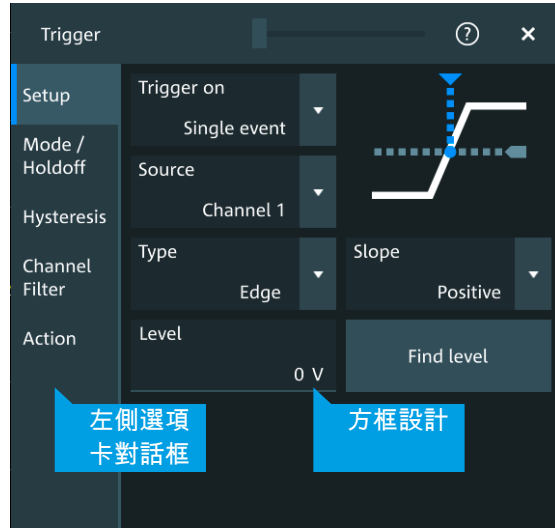 Trigger
?
Setup
Mode /
Holdoff
Hysteresis
Channel
Filter
Action
Trigger on
Single event
Source
Channel 1
Type
Edge
Slope
Positive
Level
0 V
Find level
左側選項
卡對話框
方框設計